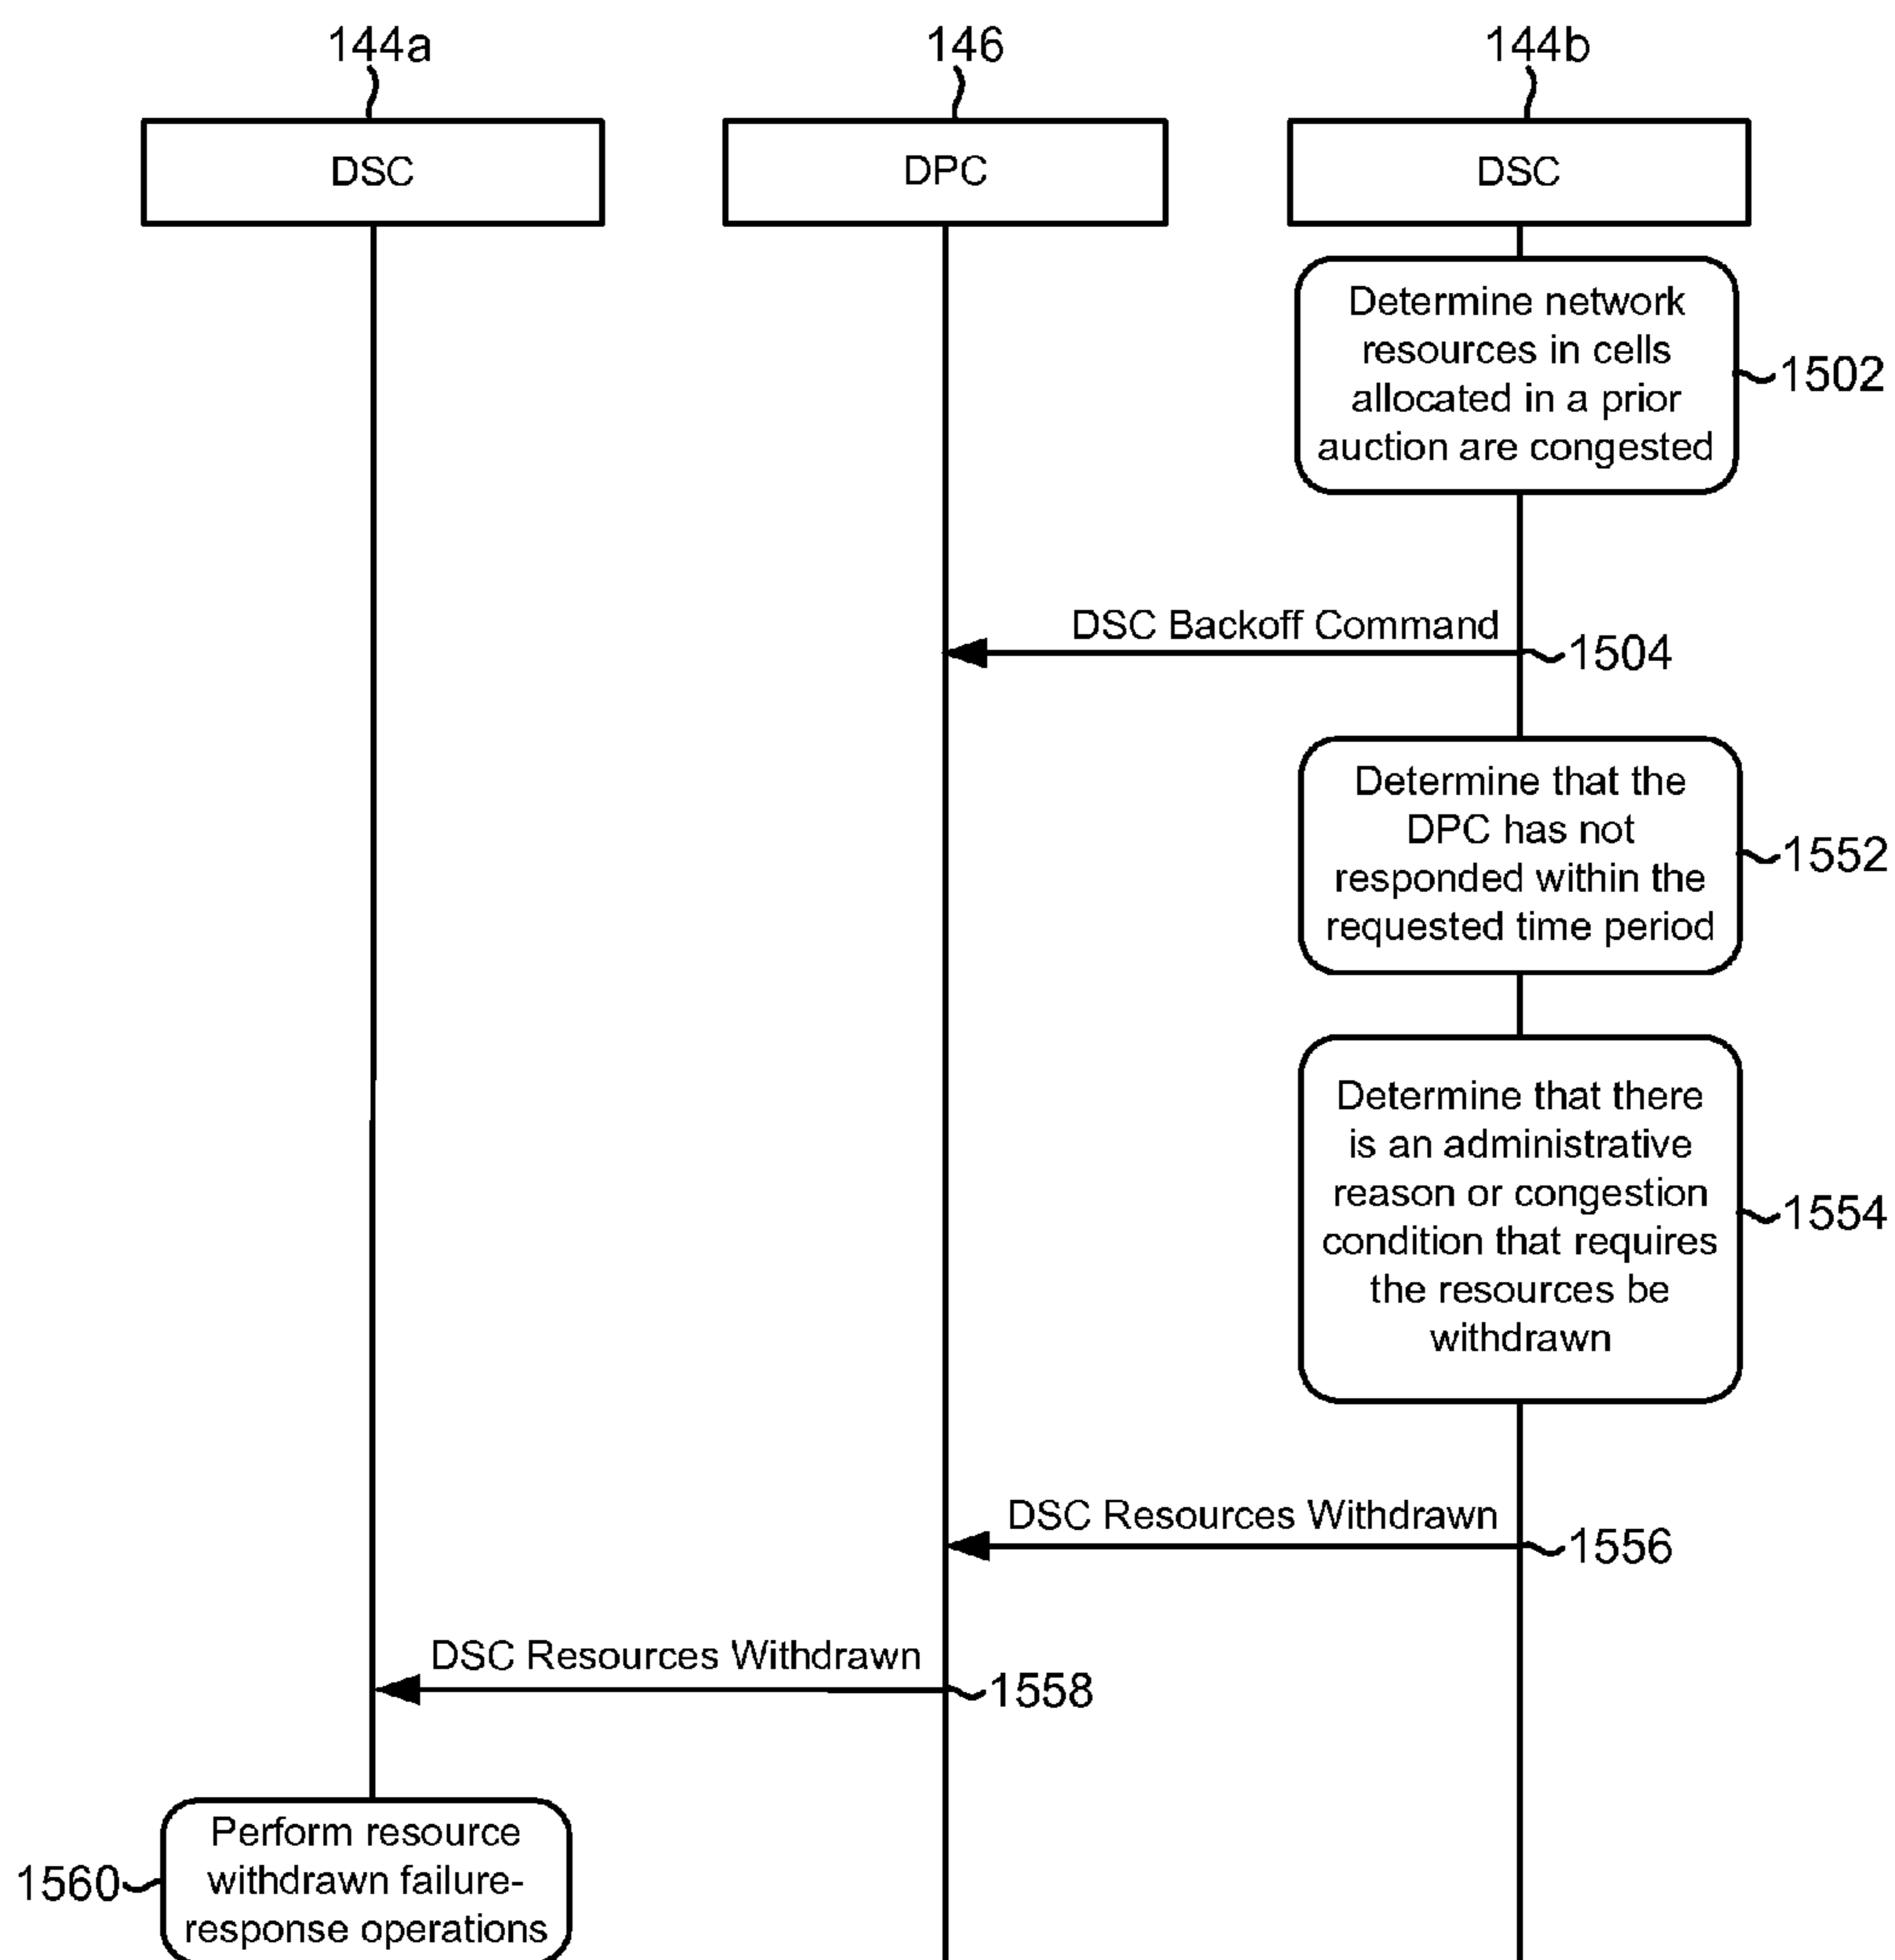 144a
146
144b
DSC
DPC
DSC
Determine network
resources in cells
allocated in a prior
auction are congested
1502
DSC Backoff Command
1504
Determine that the
DPC has not
responded within the
requested time period
1552
Determine that there
is an administrative
reason or congestion
condition that requires
the resources be
withdrawn
1554
DSC Resources Withdrawn
1556
DSC Resources Withdrawn
1558
1560
Perform resource
withdrawn failure-
response operations